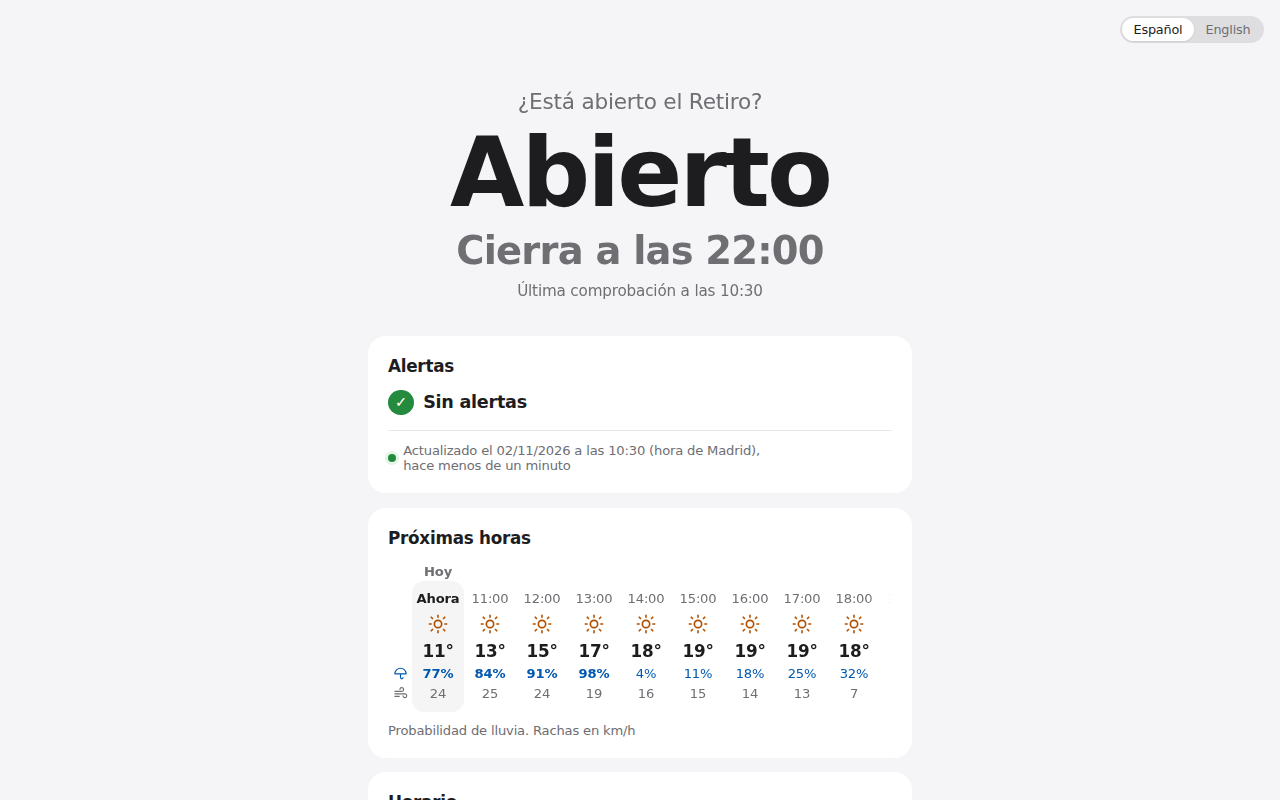 Español English
¿Está abierto el Retiro?
Abierto
Cierra a las 22:00
Última comprobación a las 10:30
Alertas
✓ Sin alertas
Actualizado el 02/11/2026 a las 10:30 (hora de Madrid),
hace menos de un minuto
Próximas horas
Hoy
Ahora 11:00 12:00 13:00 14:00 15:00 16:00 17:00 18:00
11° 13° 15° 17° 18° 19° 19° 19° 18°
77% 84% 91% 98% 4% 11% 18% 25% 32%
24 25 24 19 16 15 14 13 7
Probabilidad de lluvia. Rachas en km/h
Horario